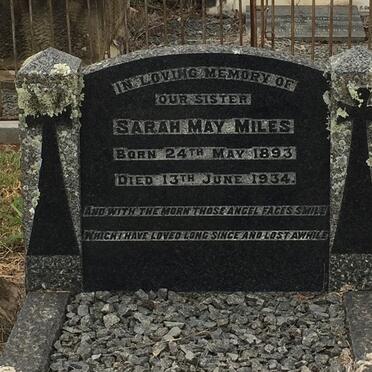 IN LOVING MEMORY OF
OUR SISTER
SARAH MAY MILES
BORN 24TH MAY 1893
DIED 13TH JUNE 1934.
AND WITH THE MORN THOSE ANGEL FACES SMILE
WHICH I HAVE LOVED LONG SINCE AND LOST AWHILE